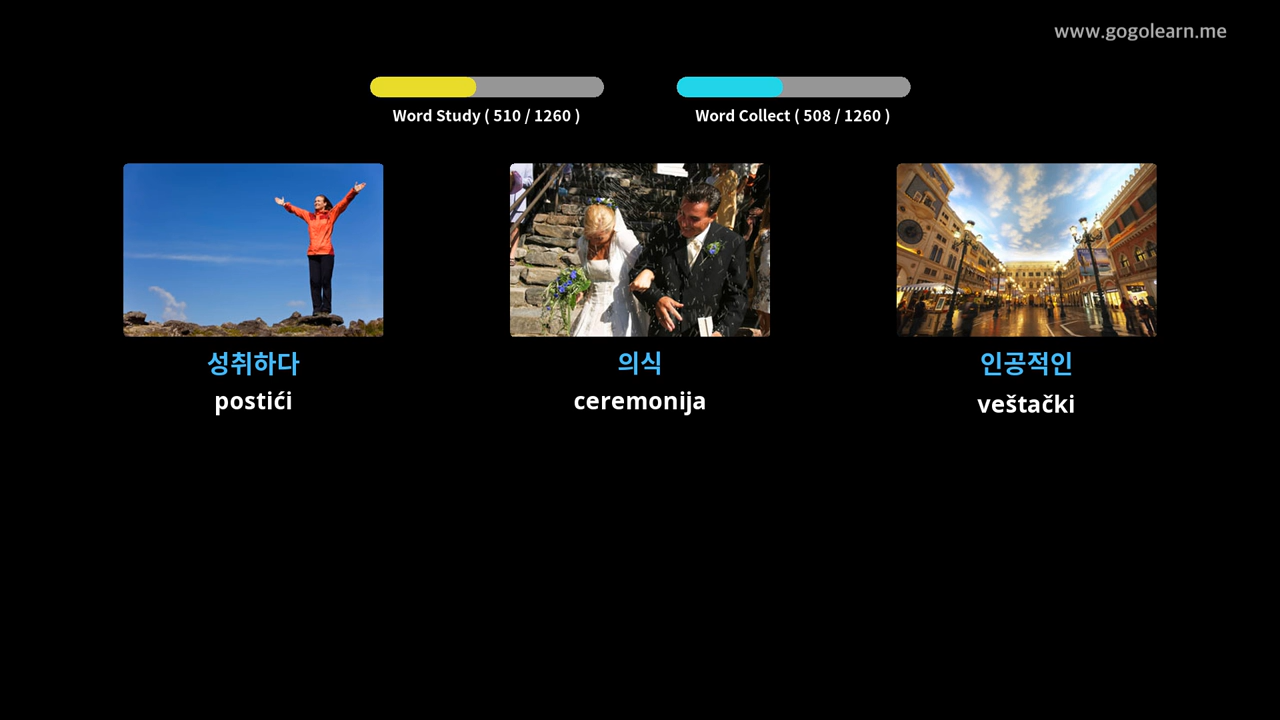 www.gogolearn.me
Word Study ( 510 / 1260 )
Word Collect ( 508 / 1260 )
성취하다
postići
의식
ceremonija
인공적인
veštački